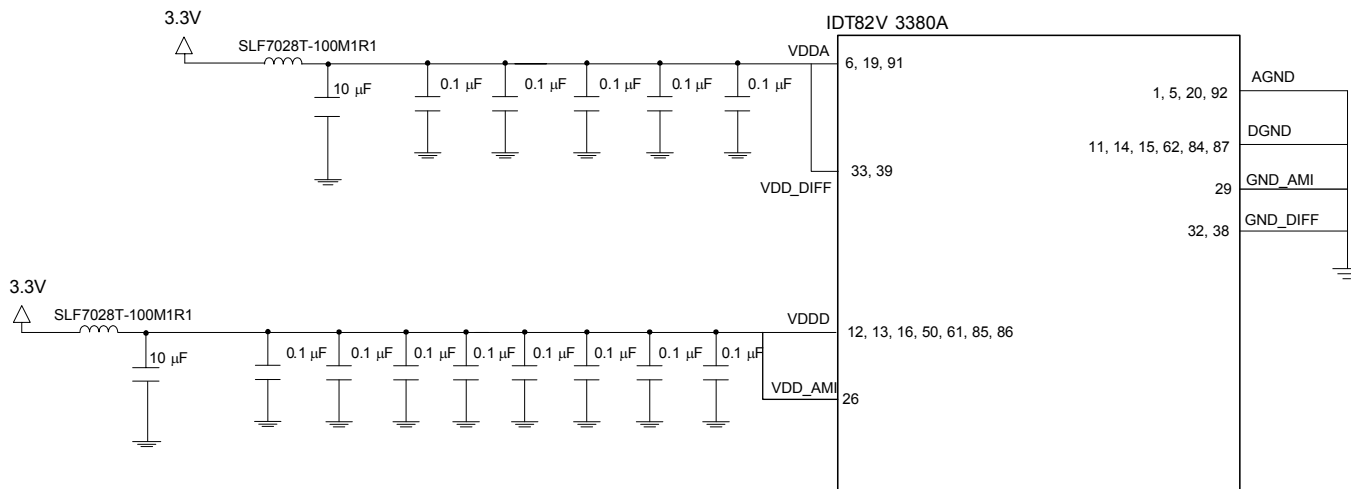 3.3V
SLF7028T-100M1R1
10 µF
0.1 µF
0.1 µF
0.1 µF
0.1 µF
0.1 µF
VDDA
VDD_DIFF
IDT82V 3380A
6, 19, 91
33, 39
1, 5, 20, 92
AGND
11, 14, 15, 62, 84, 87
DGND
29
GND_AMI
32, 38
GND_DIFF
3.3V
SLF7028T-100M1R1
10 µF
0.1 µF
0.1 µF
0.1 µF
0.1 µF
0.1 µF
0.1 µF
0.1 µF
VDDD
12, 13, 16, 50, 61, 85, 86
VDD_AMI
26